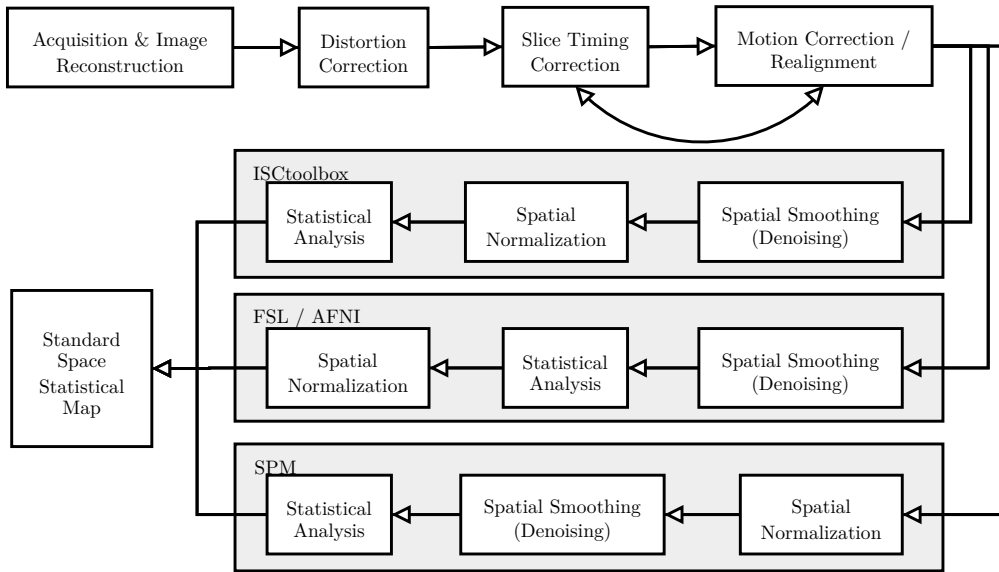 Acquisition & Image
Reconstruction
Distortion
Correction
Slice Timing
Correction
Motion Correction /
Realignment
ISCtoolbox
Statistical
Analysis
Spatial
Normalization
Spatial Smoothing
(Denoising)
Standard
Space
Statistical
Map
FSL / AFNI
Spatial
Normalization
Statistical
Analysis
Spatial Smoothing
(Denoising)
SPM
Statistical
Analysis
Spatial Smoothing
(Denoising)
Spatial
Normalization